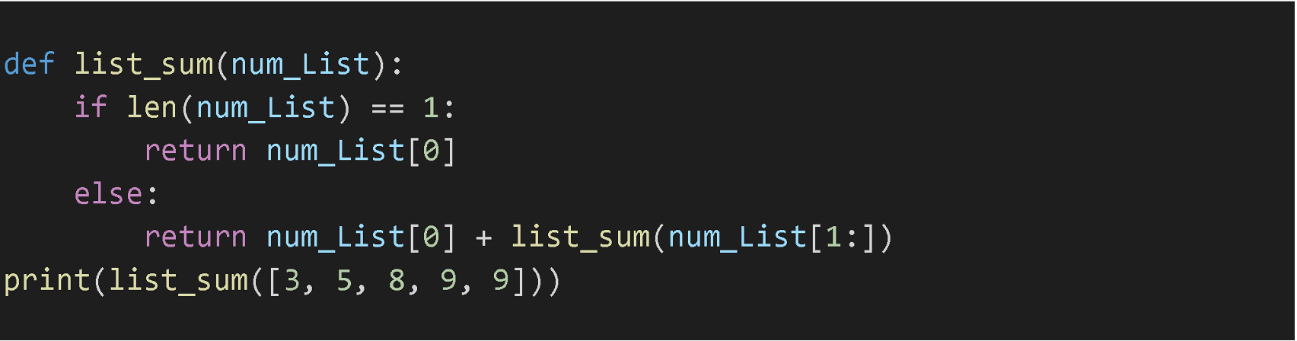 def list_sum(num_List):
    if len(num_List) == 1:
        return num_List[0]
    else:
        return num_List[0] + list_sum(num_List[1:])
print(list_sum([3, 5, 8, 9, 9]))